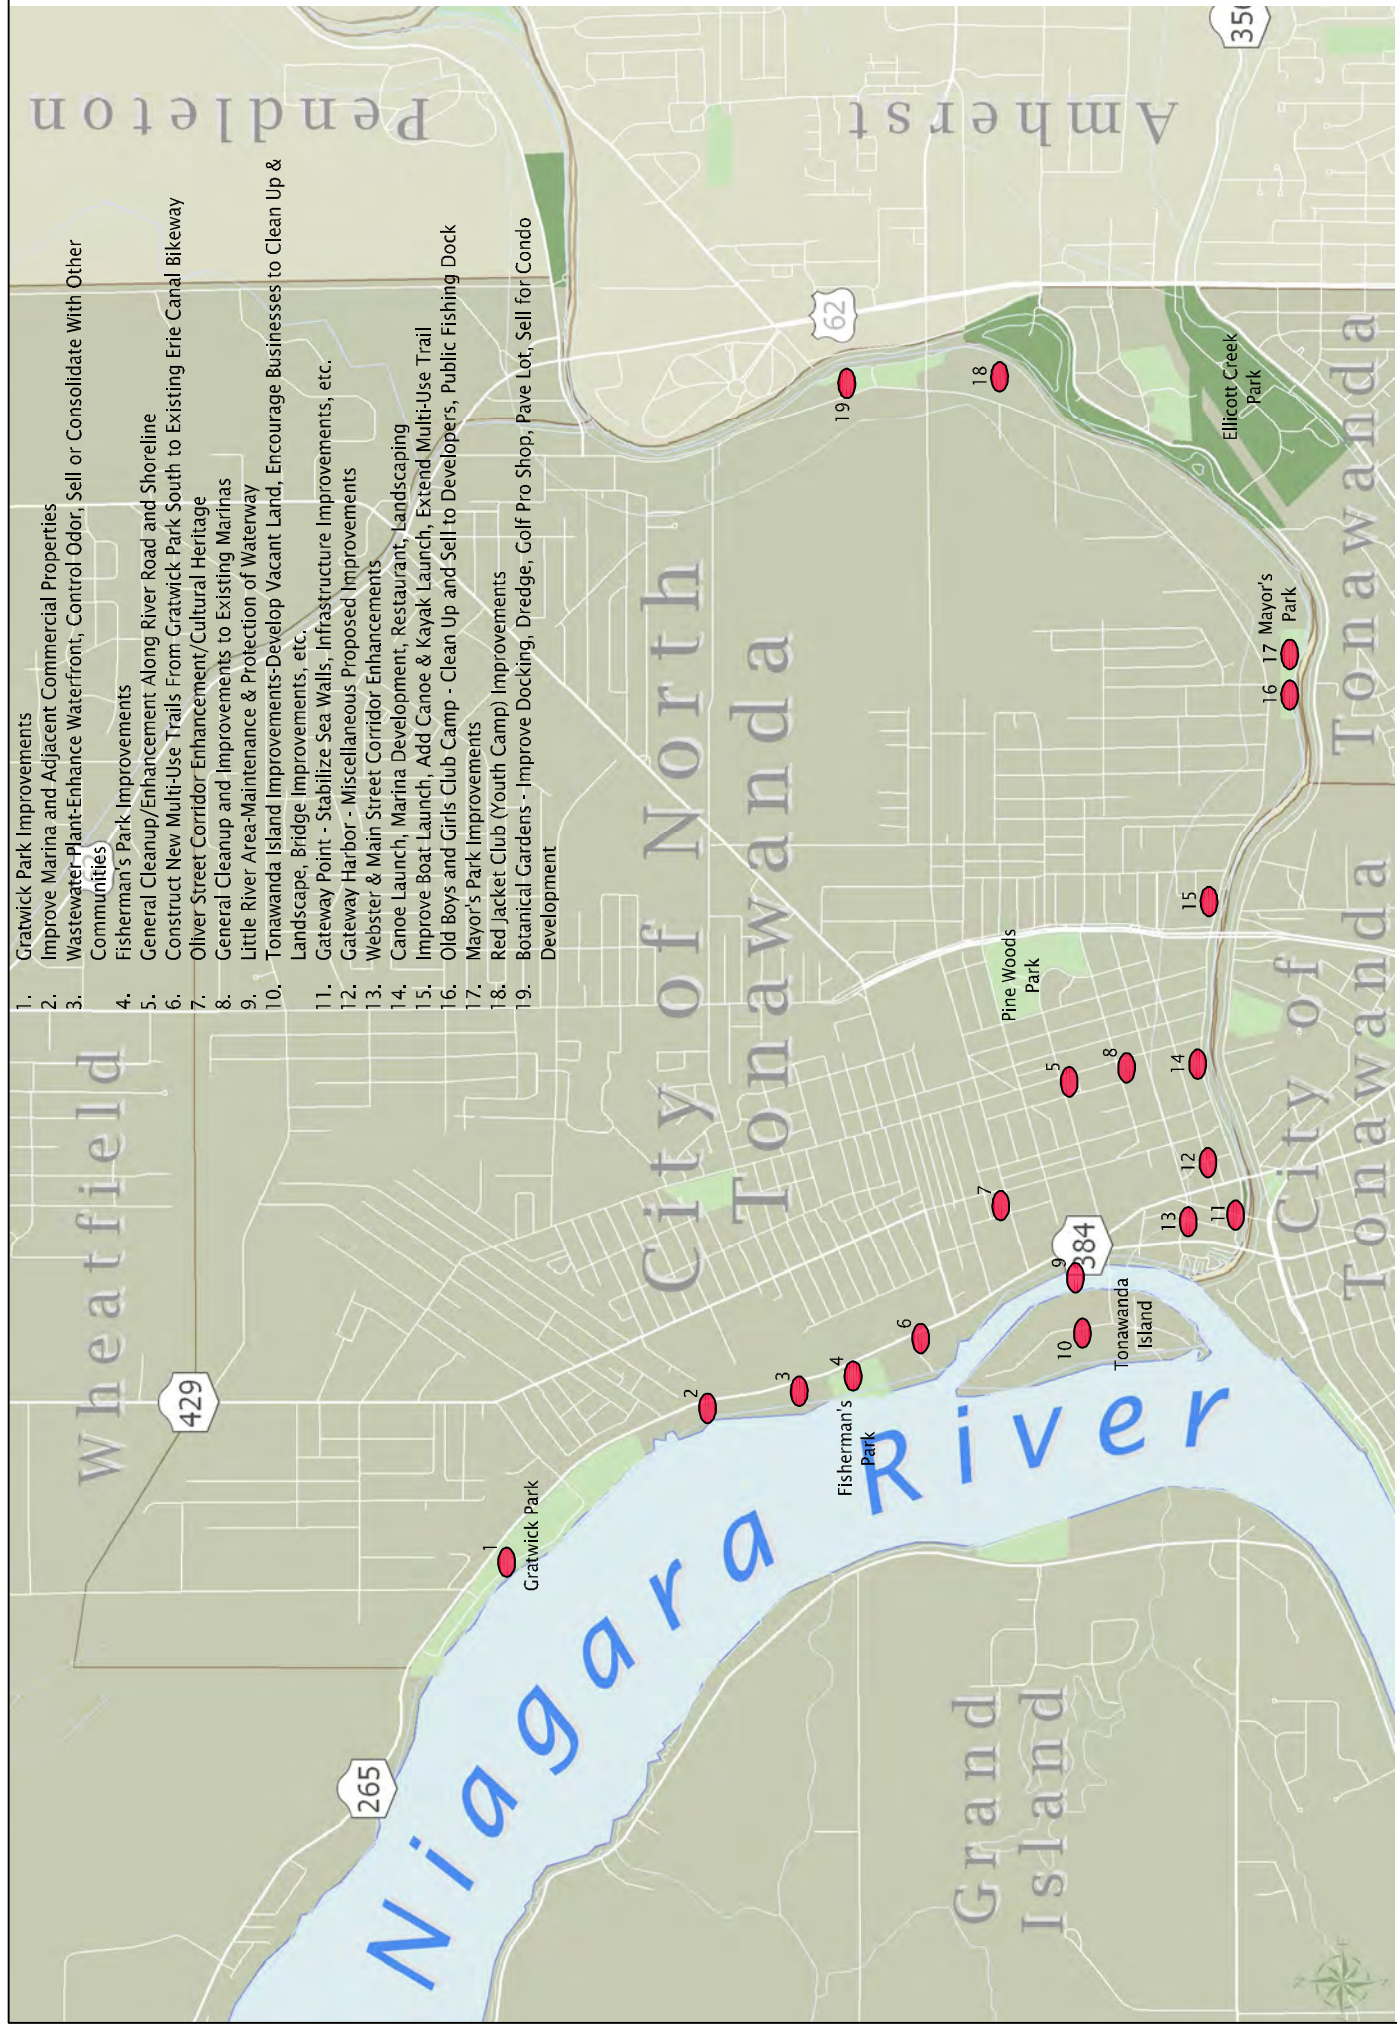 1. Gratwick Park Improvements
2. Improve Marina and Adjacent Commercial Properties
3. Wastewater Plant-Enhance Waterfront, Control Odor, Sell or Consolidate With Other
Communities
4. Fisherman's Park Improvements
5. General Cleanup/Enhancement Along River Road and Shoreline
6. Construct New Multi-Use Trails From Gratwick Park South to Existing Erie Canal Bikeway
7. Oliver Street Corridor Enhancement/Cultural Heritage
8. General Cleanup and Improvements to Existing Marinas
9. Little River Area-Maintenance & Protection of Waterway
10. Tonawanda Island Improvements-Develop Vacant Land, Encourage Businesses to Clean Up &
Landscape, Bridge Improvements, etc.
11. Gateway Point - Stabilize Sea Walls, Infrastructure Improvements, etc.
12. Gateway Harbor - Miscellaneous Proposed Improvements
13. Webster & Main Street Corridor Enhancements
14. Canoe Launch, Marina Development, Restaurant, Landscaping
15. Improve Boat Launch, Add Canoe & Kayak Launch, Extend Multi-Use Trail
16. Old Boys and Girls Club Camp - Clean Up and Sell to Developers, Public Fishing Dock
17. Mayor's Park Improvements
18. Red Jacket Club (Youth Camp) Improvements
19. Botanical Gardens - Improve Docking, Dredge, Golf Pro Shop, Pave Lot, Sell for Condo
Development
Wheatfield
Pendleton
429
265
62
Amherst
350
City of North
Tonawanda
1
Gratwick Park
2
3
4
Fisherman's
Park
6
7
5
8
9
384
10
Tonawanda
Island
13
11
12
14
15
16
17
Mayor's
Park
18
19
Pine Woods
Park
Ellicott Creek
Park
Niagara River
Grand
Island
City of
Tonawanda
Tonawanda
N
E